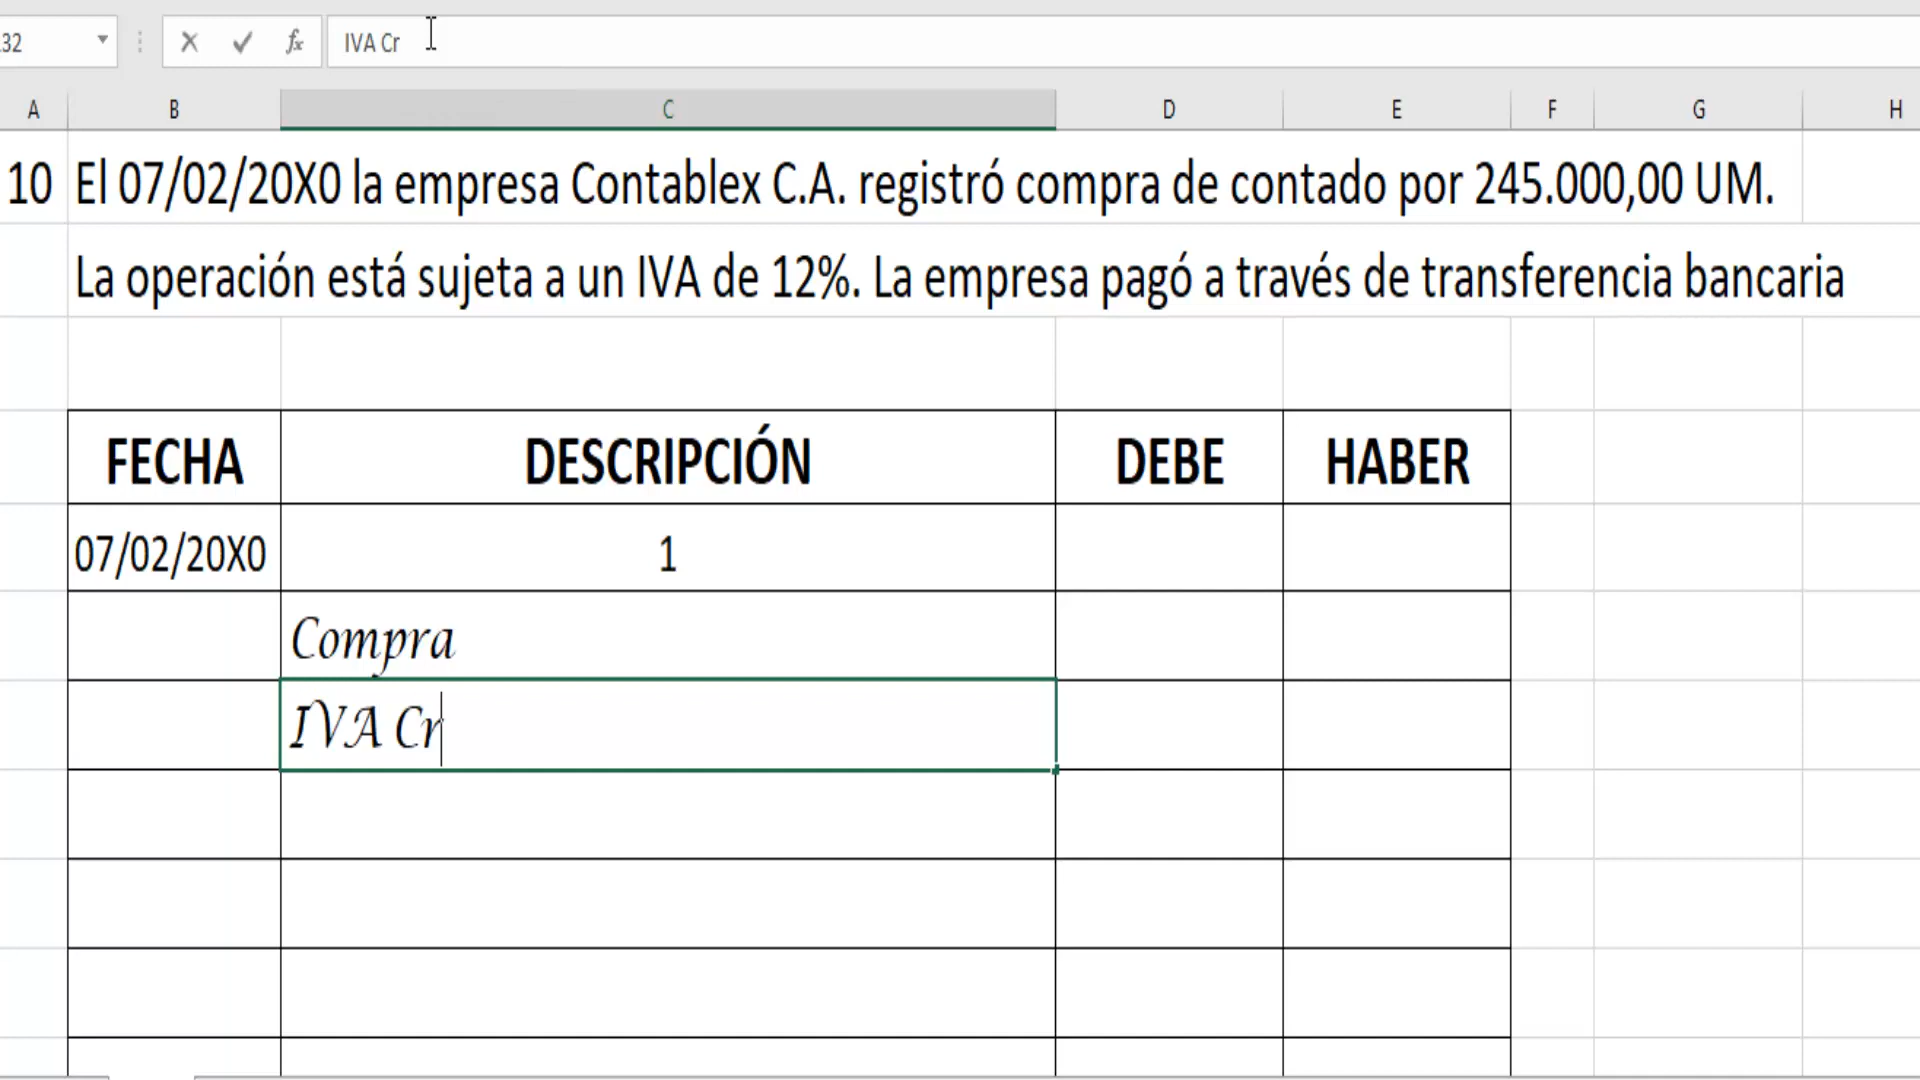 32 IVA Cr
A B C D E F G H
10 El 07/02/20X0 la empresa Contablex C.A. registró compra de contado por 245.000,00 UM.
La operación está sujeta a un IVA de 12%. La empresa pagó a través de transferencia bancaria
FECHA DESCRIPCIÓN DEBE HABER
07/02/20X0 1
Compra
IVA Cr